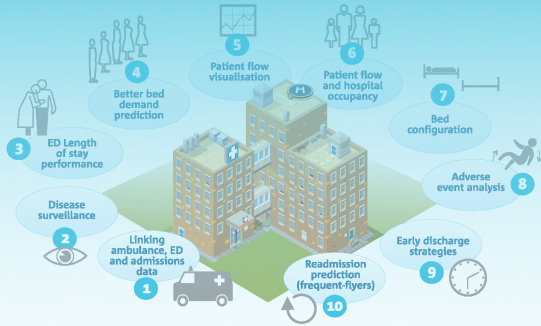 5
Patient flow
visualisation
6
Patient flow
and hospital
occupancy
4
Better bed
demand
prediction
7
Bed
configuration
3
ED Length
of stay
performance
Adverse
event analysis
8
Disease
surveillance
2
Linking
ambulance, ED
and admissions
data
1
Early discharge
strategies
9
Readmission
prediction
(frequent-flyers)
10
H